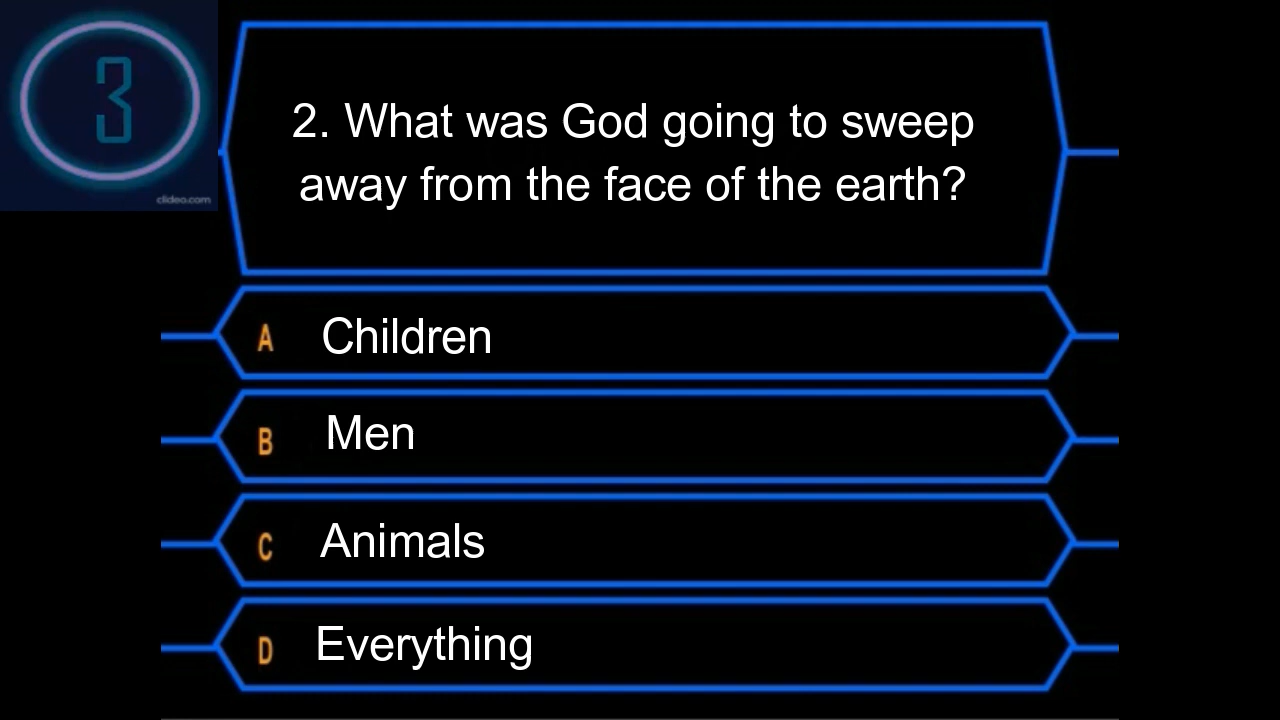 3
clideo.com
2. What was God going to sweep
away from the face of the earth?
A Children
B Men
C Animals
D Everything